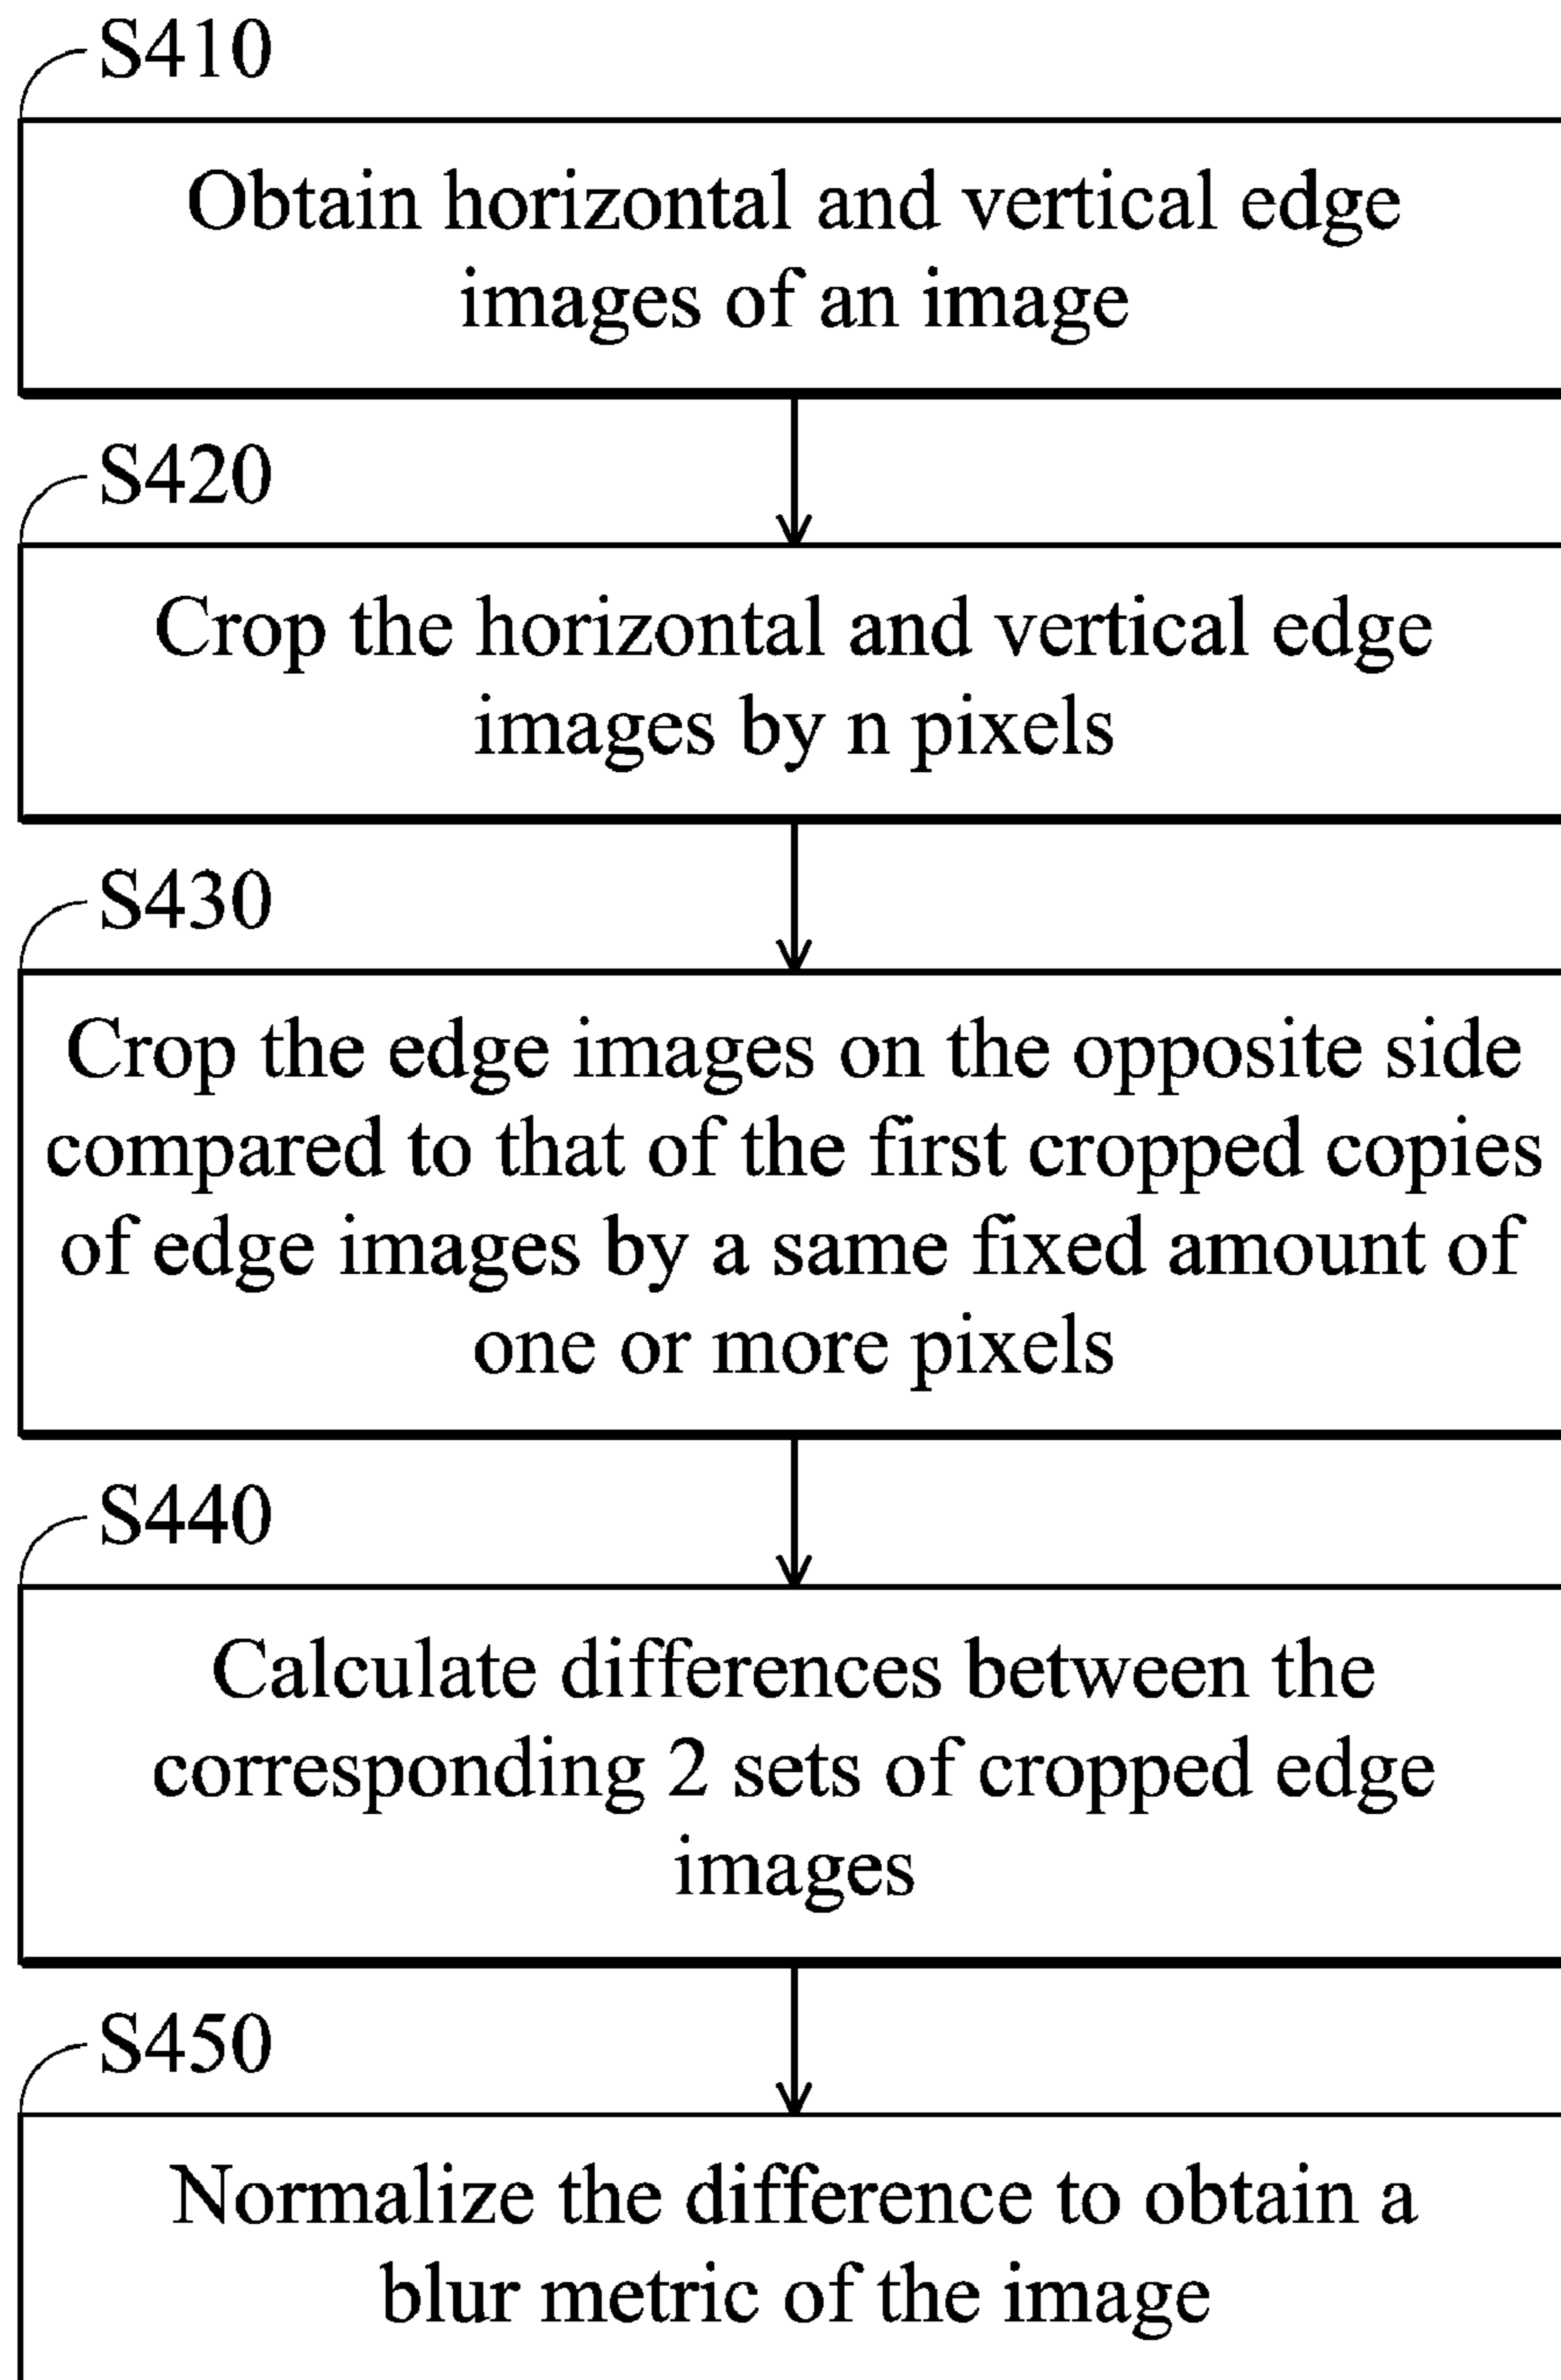 S410
Obtain horizontal and vertical edge
images of an image
S420
Crop the horizontal and vertical edge
images by n pixels
S430
Crop the edge images on the opposite side
compared to that of the first cropped copies
of edge images by a same fixed amount of
one or more pixels
S440
Calculate differences between the
corresponding 2 sets of cropped edge
images
S450
Normalize the difference to obtain a
blur metric of the image